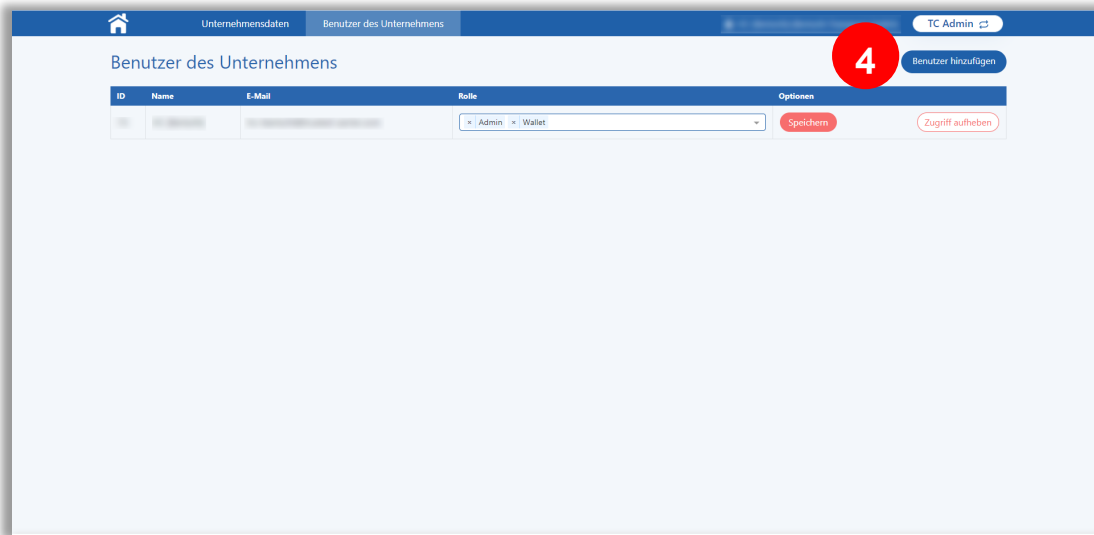 Unternehmensdaten Benutzer des Unternehmens TC Admin
Benutzer des Unternehmens 4 Benutzer hinzufügen
ID Name E-Mail Rolle Optionen
× Admin × Wallet Speichern Zugriff aufheben